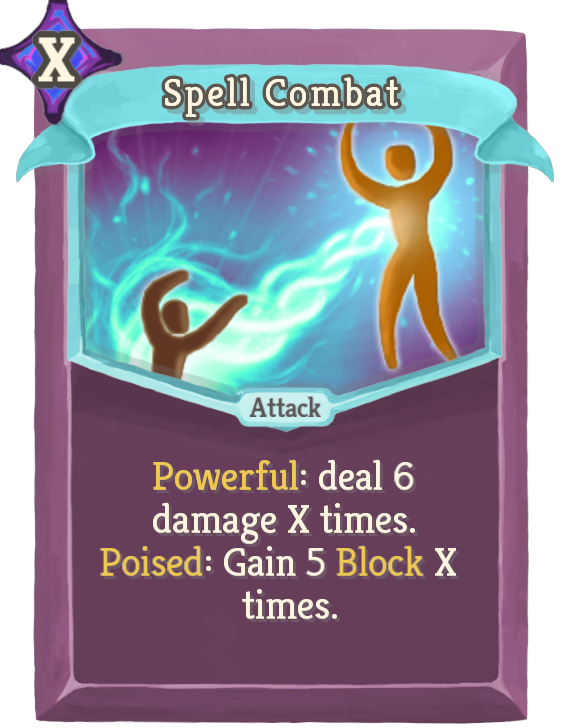 X
Spell Combat
Attack
Powerful: deal 6
damage X times.
Poised: Gain 5 Block X
times.